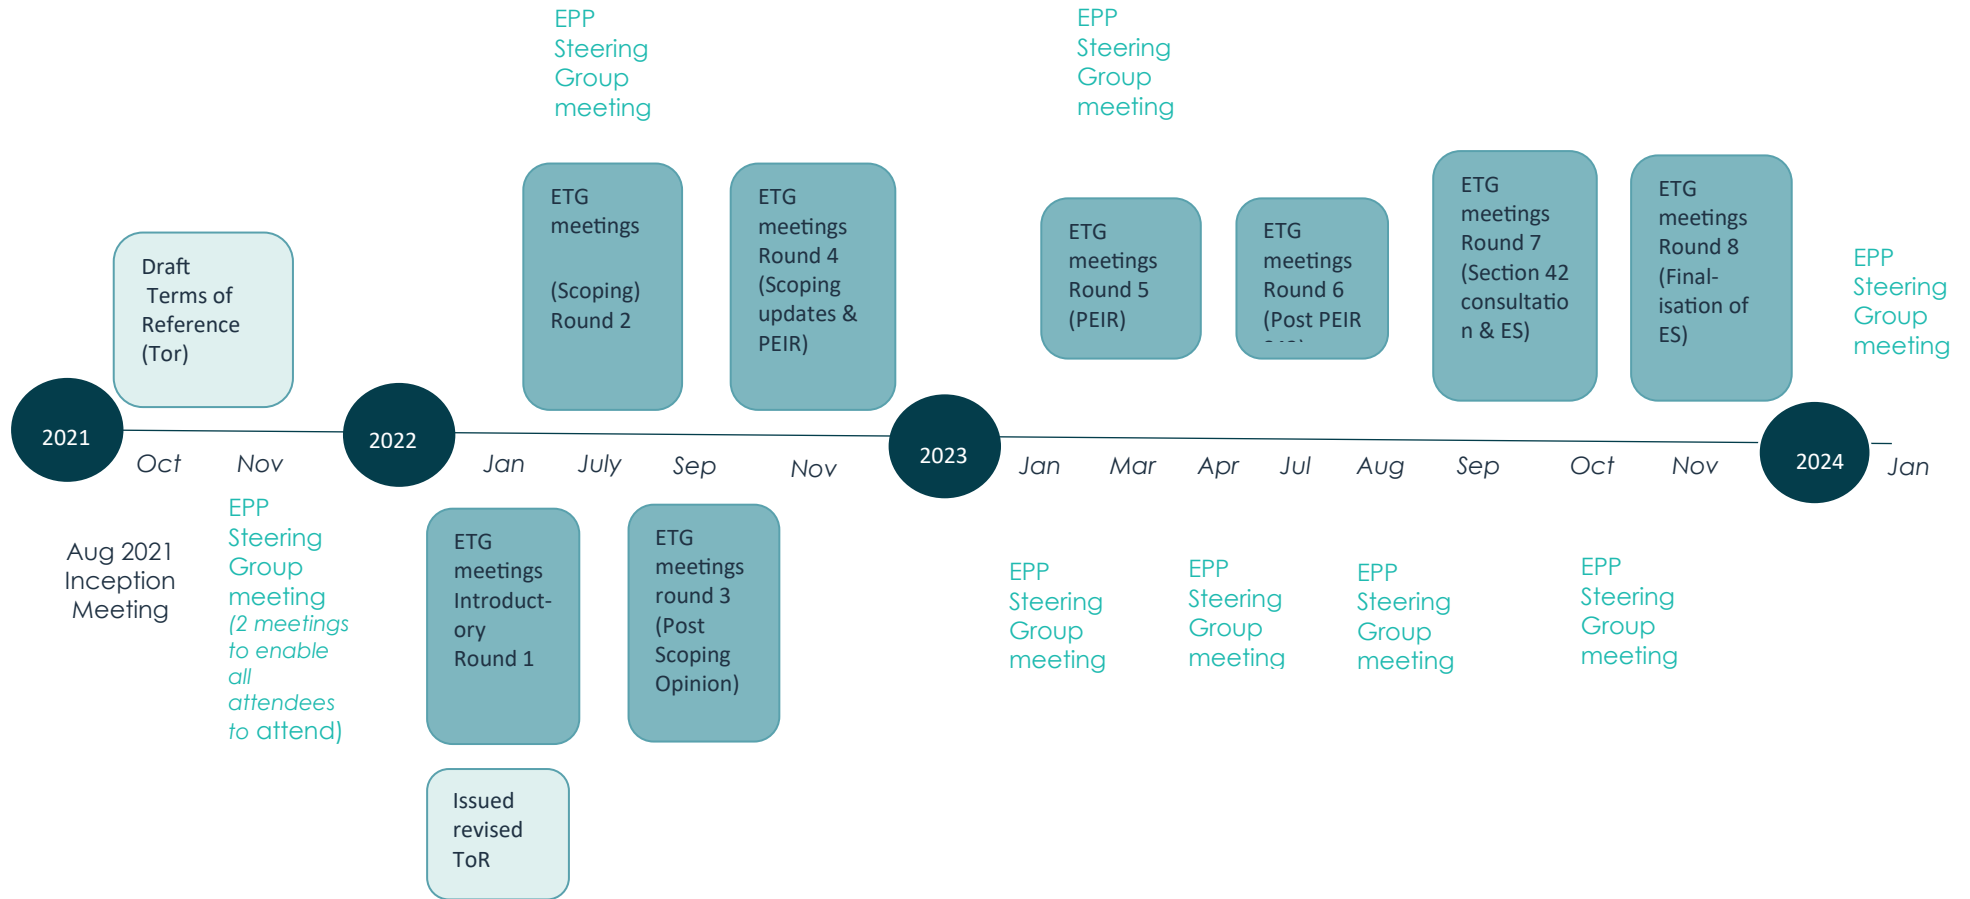 EPP
Steering
Group
meeting
EPP
Steering
Group
meeting
Draft
Terms of
Reference
(Tor)
ETG
meetings
(Scoping)
Round 2
ETG
meetings
Round 4
(Scoping
updates &
PEIR)
ETG
meetings
Round 5
(PEIR)
ETG
meetings
Round 6
(Post PEIR
ETG
meetings
Round 7
(Section 42
consultatio
n & ES)
ETG
meetings
Round 8
(Final-
isation of
ES)
EPP
Steering
Group
meeting
2021
Oct
Nov
2022
Jan
July
Sep
Nov
2023
Jan
Mar
Apr
Jul
Aug
Sep
Oct
Nov
2024
Jan
Aug 2021
Inception
Meeting
EPP
Steering
Group
meeting
(2 meetings
to enable
all
attendees
to attend)
ETG
meetings
Introduct-
ory
Round 1
ETG
meetings
round 3
(Post
Scoping
Opinion)
EPP
Steering
Group
meeting
EPP
Steering
Group
meeting
EPP
Steering
Group
meeting
EPP
Steering
Group
meeting
Issued
revised
ToR